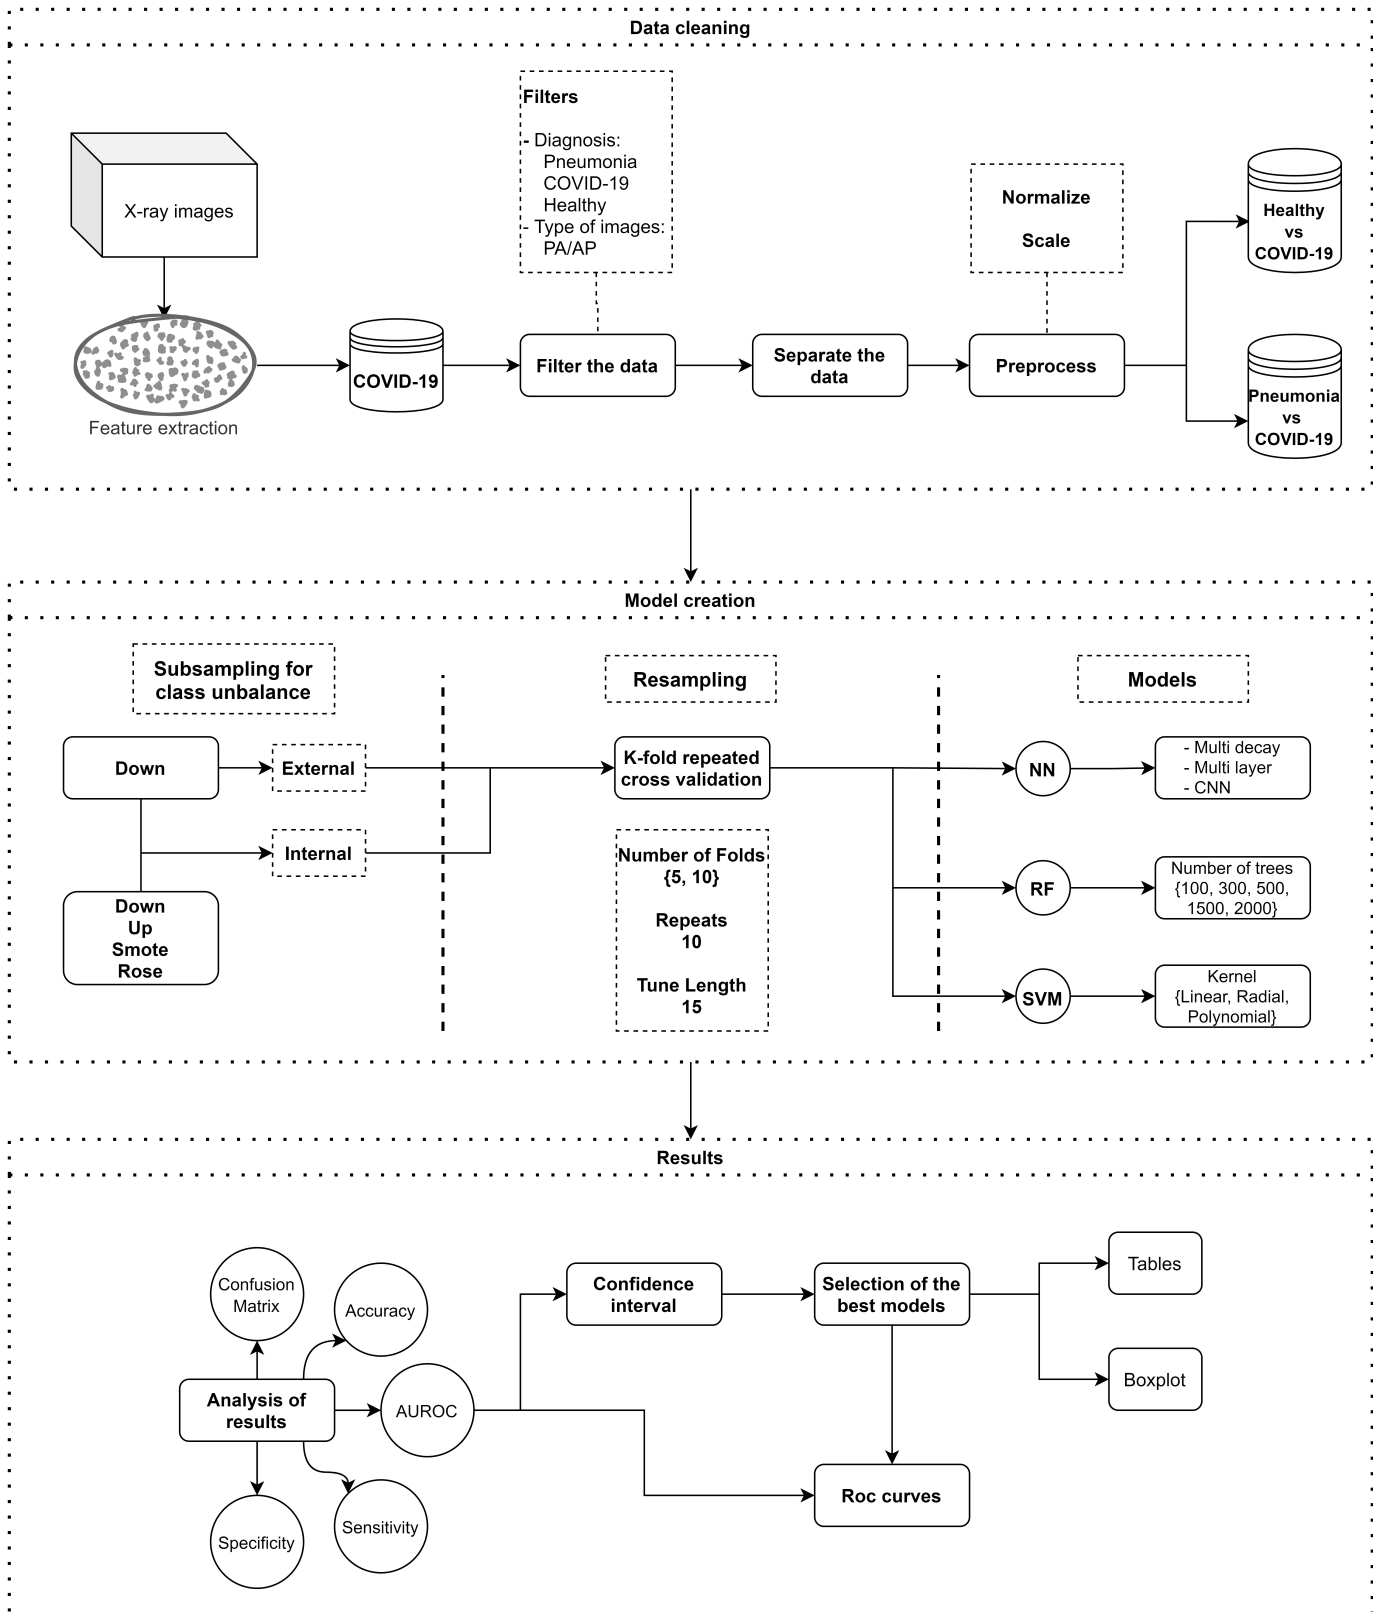 Data cleaning
Filters
- Diagnosis:
Pneumonia
COVID-19
Healthy
- Type of images:
PA/AP
X-ray images
Feature extraction
COVID-19
Filter the data
Separate the
data
Normalize
Scale
Preprocess
Healthy
vs
COVID-19
Pneumonia
vs
COVID-19
Model creation
Subsampling for
class unbalance
Down
External
Internal
Down
Up
Smote
Rose
Resampling
K-fold repeated
cross validation
Number of Folds
{5, 10}
Repeats
10
Tune Length
15
Models
NN
- Multi decay
- Multi layer
- CNN
RF
Number of trees
{100, 300, 500,
1500, 2000}
SVM
Kernel
{Linear, Radial,
Polynomial}
Results
Confusion
Matrix
Accuracy
Analysis of
results
AUROC
Specificity
Sensitivity
Confidence
interval
Selection of the
best models
Roc curves
Tables
Boxplot